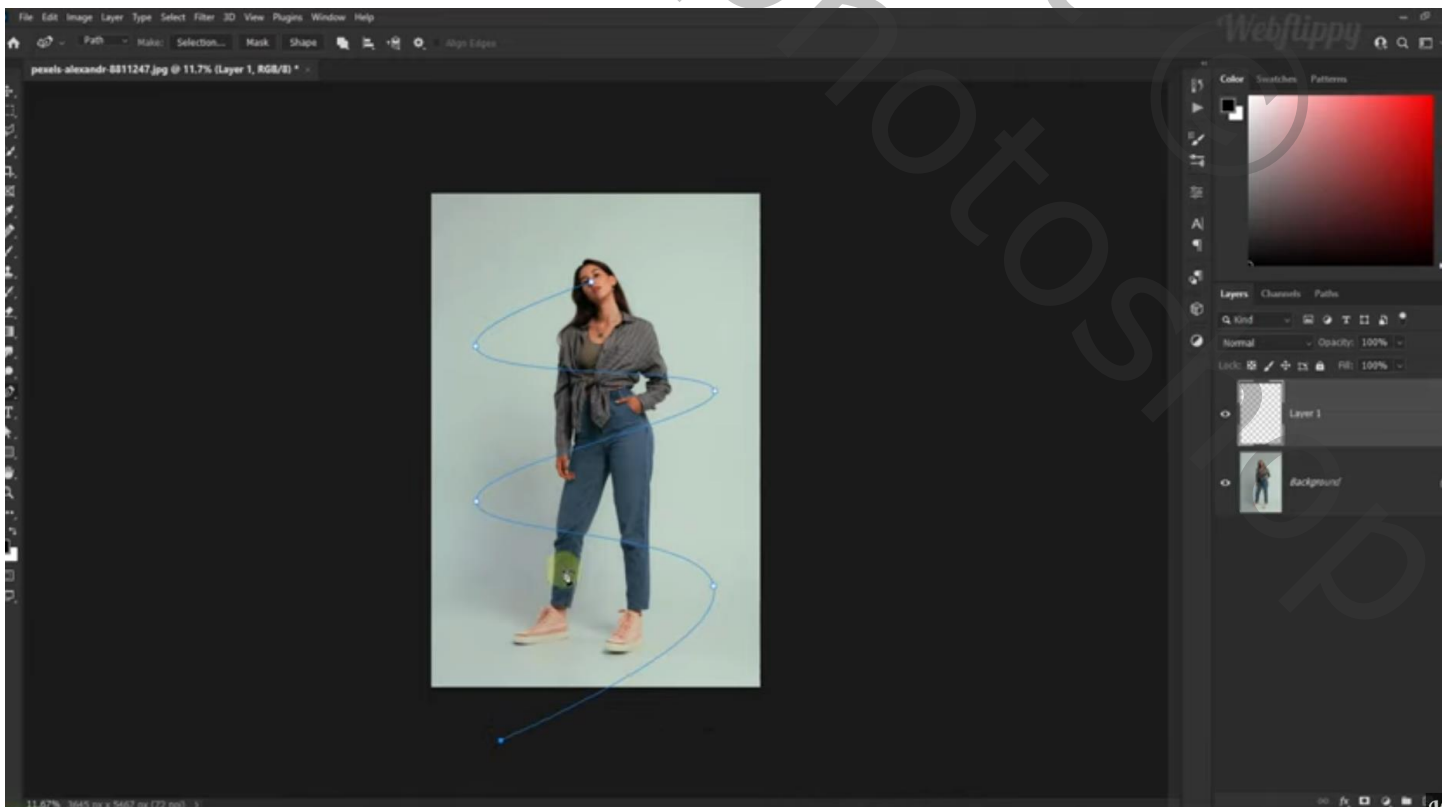 File Edit Image Layer Type Select Filter 3D View Plugins Window Help
Webflippy
Path Make: Selection... Mask Shape Align Edges
pexels-alexandr-8811247.jpg @ 11.7% (Layer 1, RGB/8) * ×
Color Swatches Patterns
Layers Channels Paths
Kind
Normal Opacity: 100%
Lock: Fill: 100%
Layer 1
Background
11.67% 3645 px x 5467 px (72 ppi)